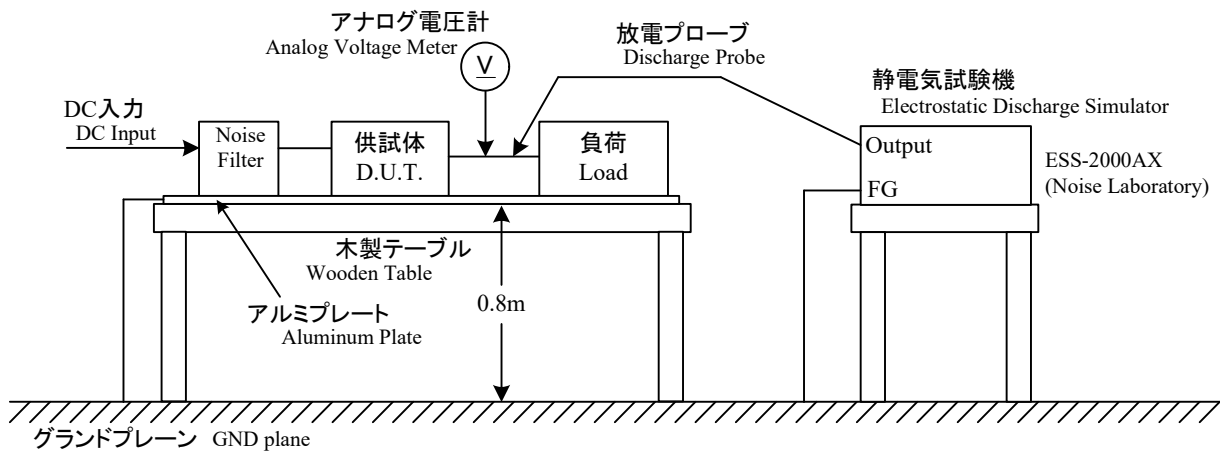 アナログ電圧計
Analog Voltage Meter
V
放電プローブ
Discharge Probe
静電気試験機
Electrostatic Discharge Simulator
DC入力
DC Input
Noise
Filter
供試体
D.U.T.
負荷
Load
Output
FG
ESS-2000AX
(Noise Laboratory)
木製テーブル
Wooden Table
アルミプレート
Aluminum Plate
0.8m
グランドプレーン GND plane